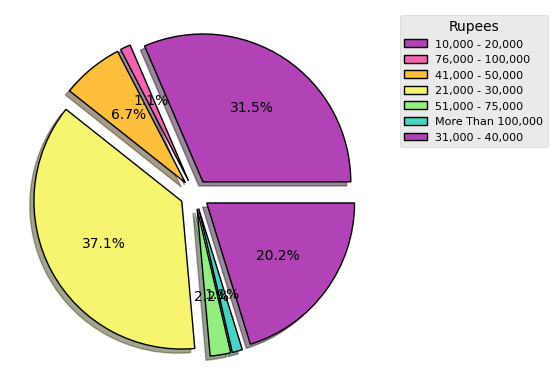 Rupees
10,000 - 20,000
76,000 - 100,000
41,000 - 50,000
21,000 - 30,000
51,000 - 75,000
More Than 100,000
31,000 - 40,000
31.5%
1.1%
6.7%
37.1%
20.2%